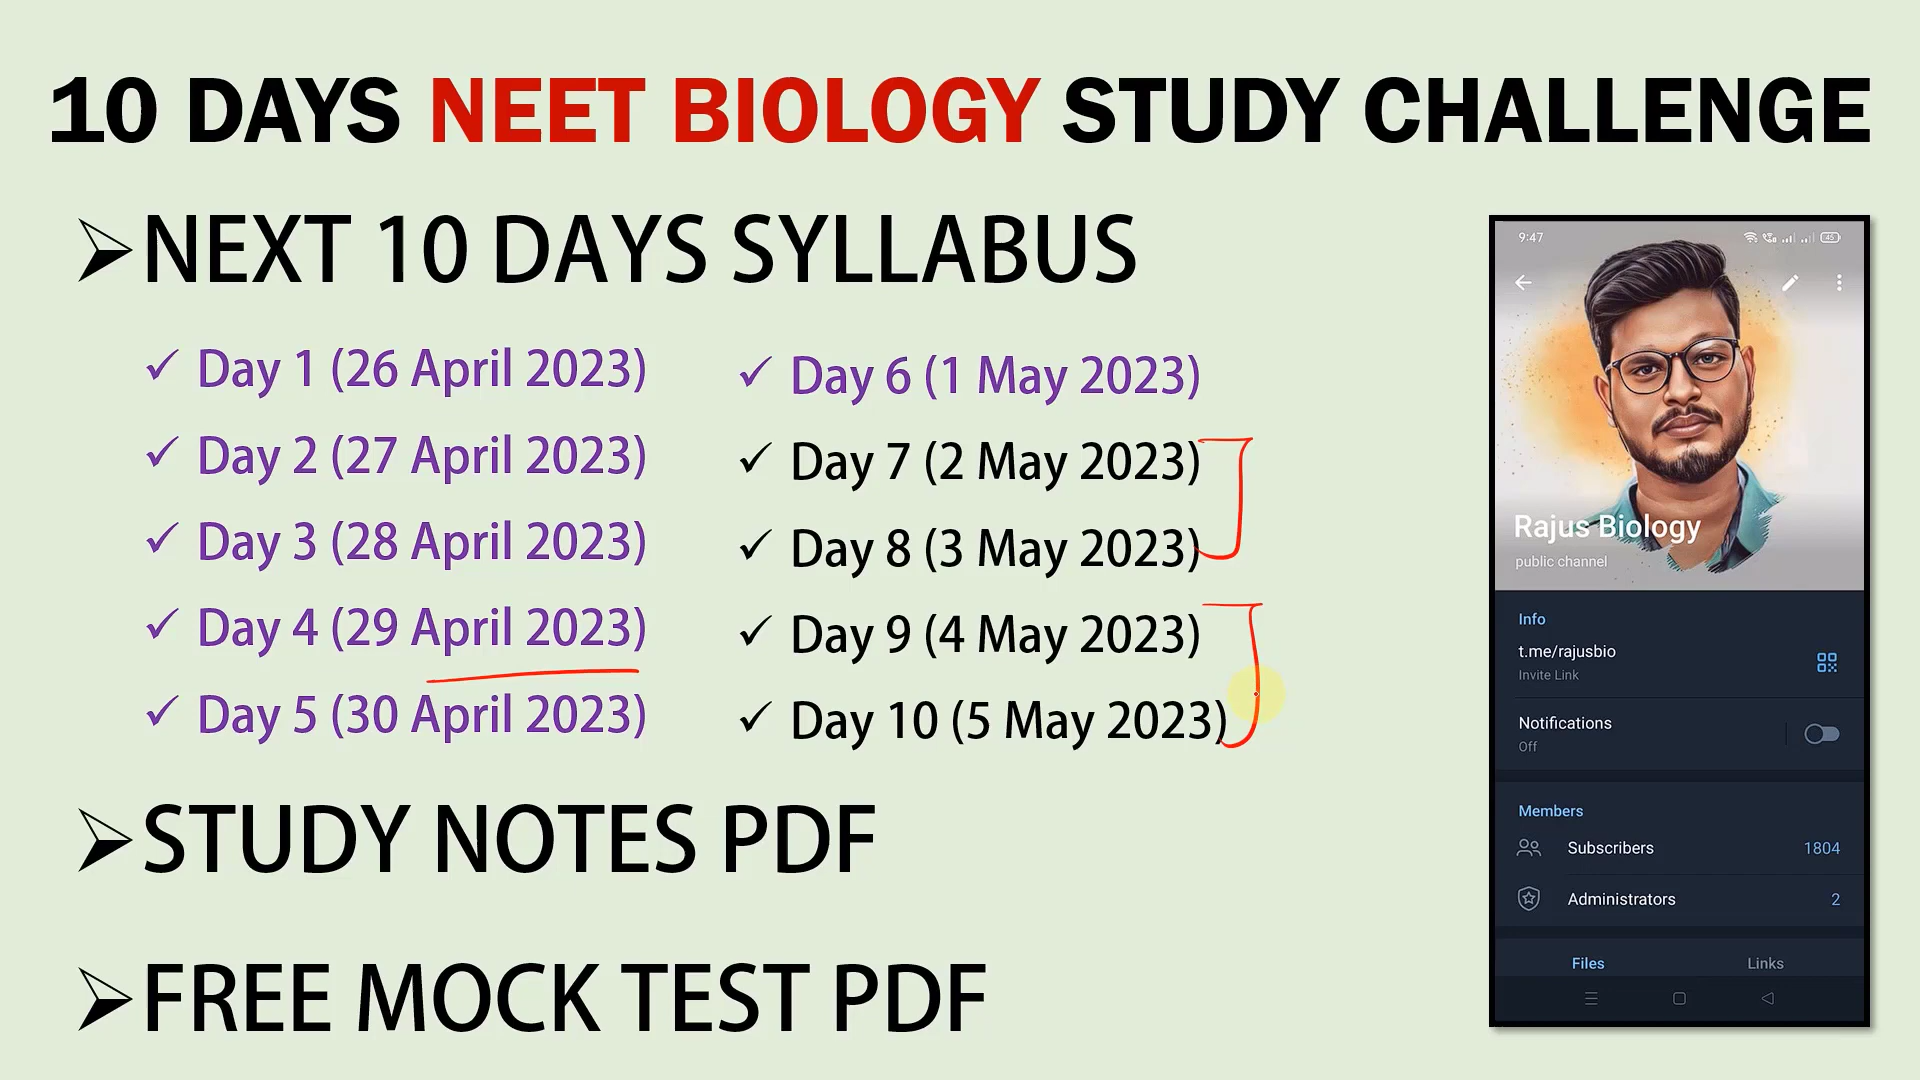 10 DAYS NEET BIOLOGY STUDY CHALLENGE
NEXT 10 DAYS SYLLABUS
Day 1 (26 April 2023)
Day 2 (27 April 2023)
Day 3 (28 April 2023)
Day 4 (29 April 2023)
Day 5 (30 April 2023)
Day 6 (1 May 2023)
Day 7 (2 May 2023)
Day 8 (3 May 2023)
Day 9 (4 May 2023)
Day 10 (5 May 2023)
STUDY NOTES PDF
FREE MOCK TEST PDF
9:47
45
Rajus Biology
public channel
Info
t.me/rajusbio
Invite Link
Notifications
Off
Members
Subscribers 1804
Administrators 2
Files Links